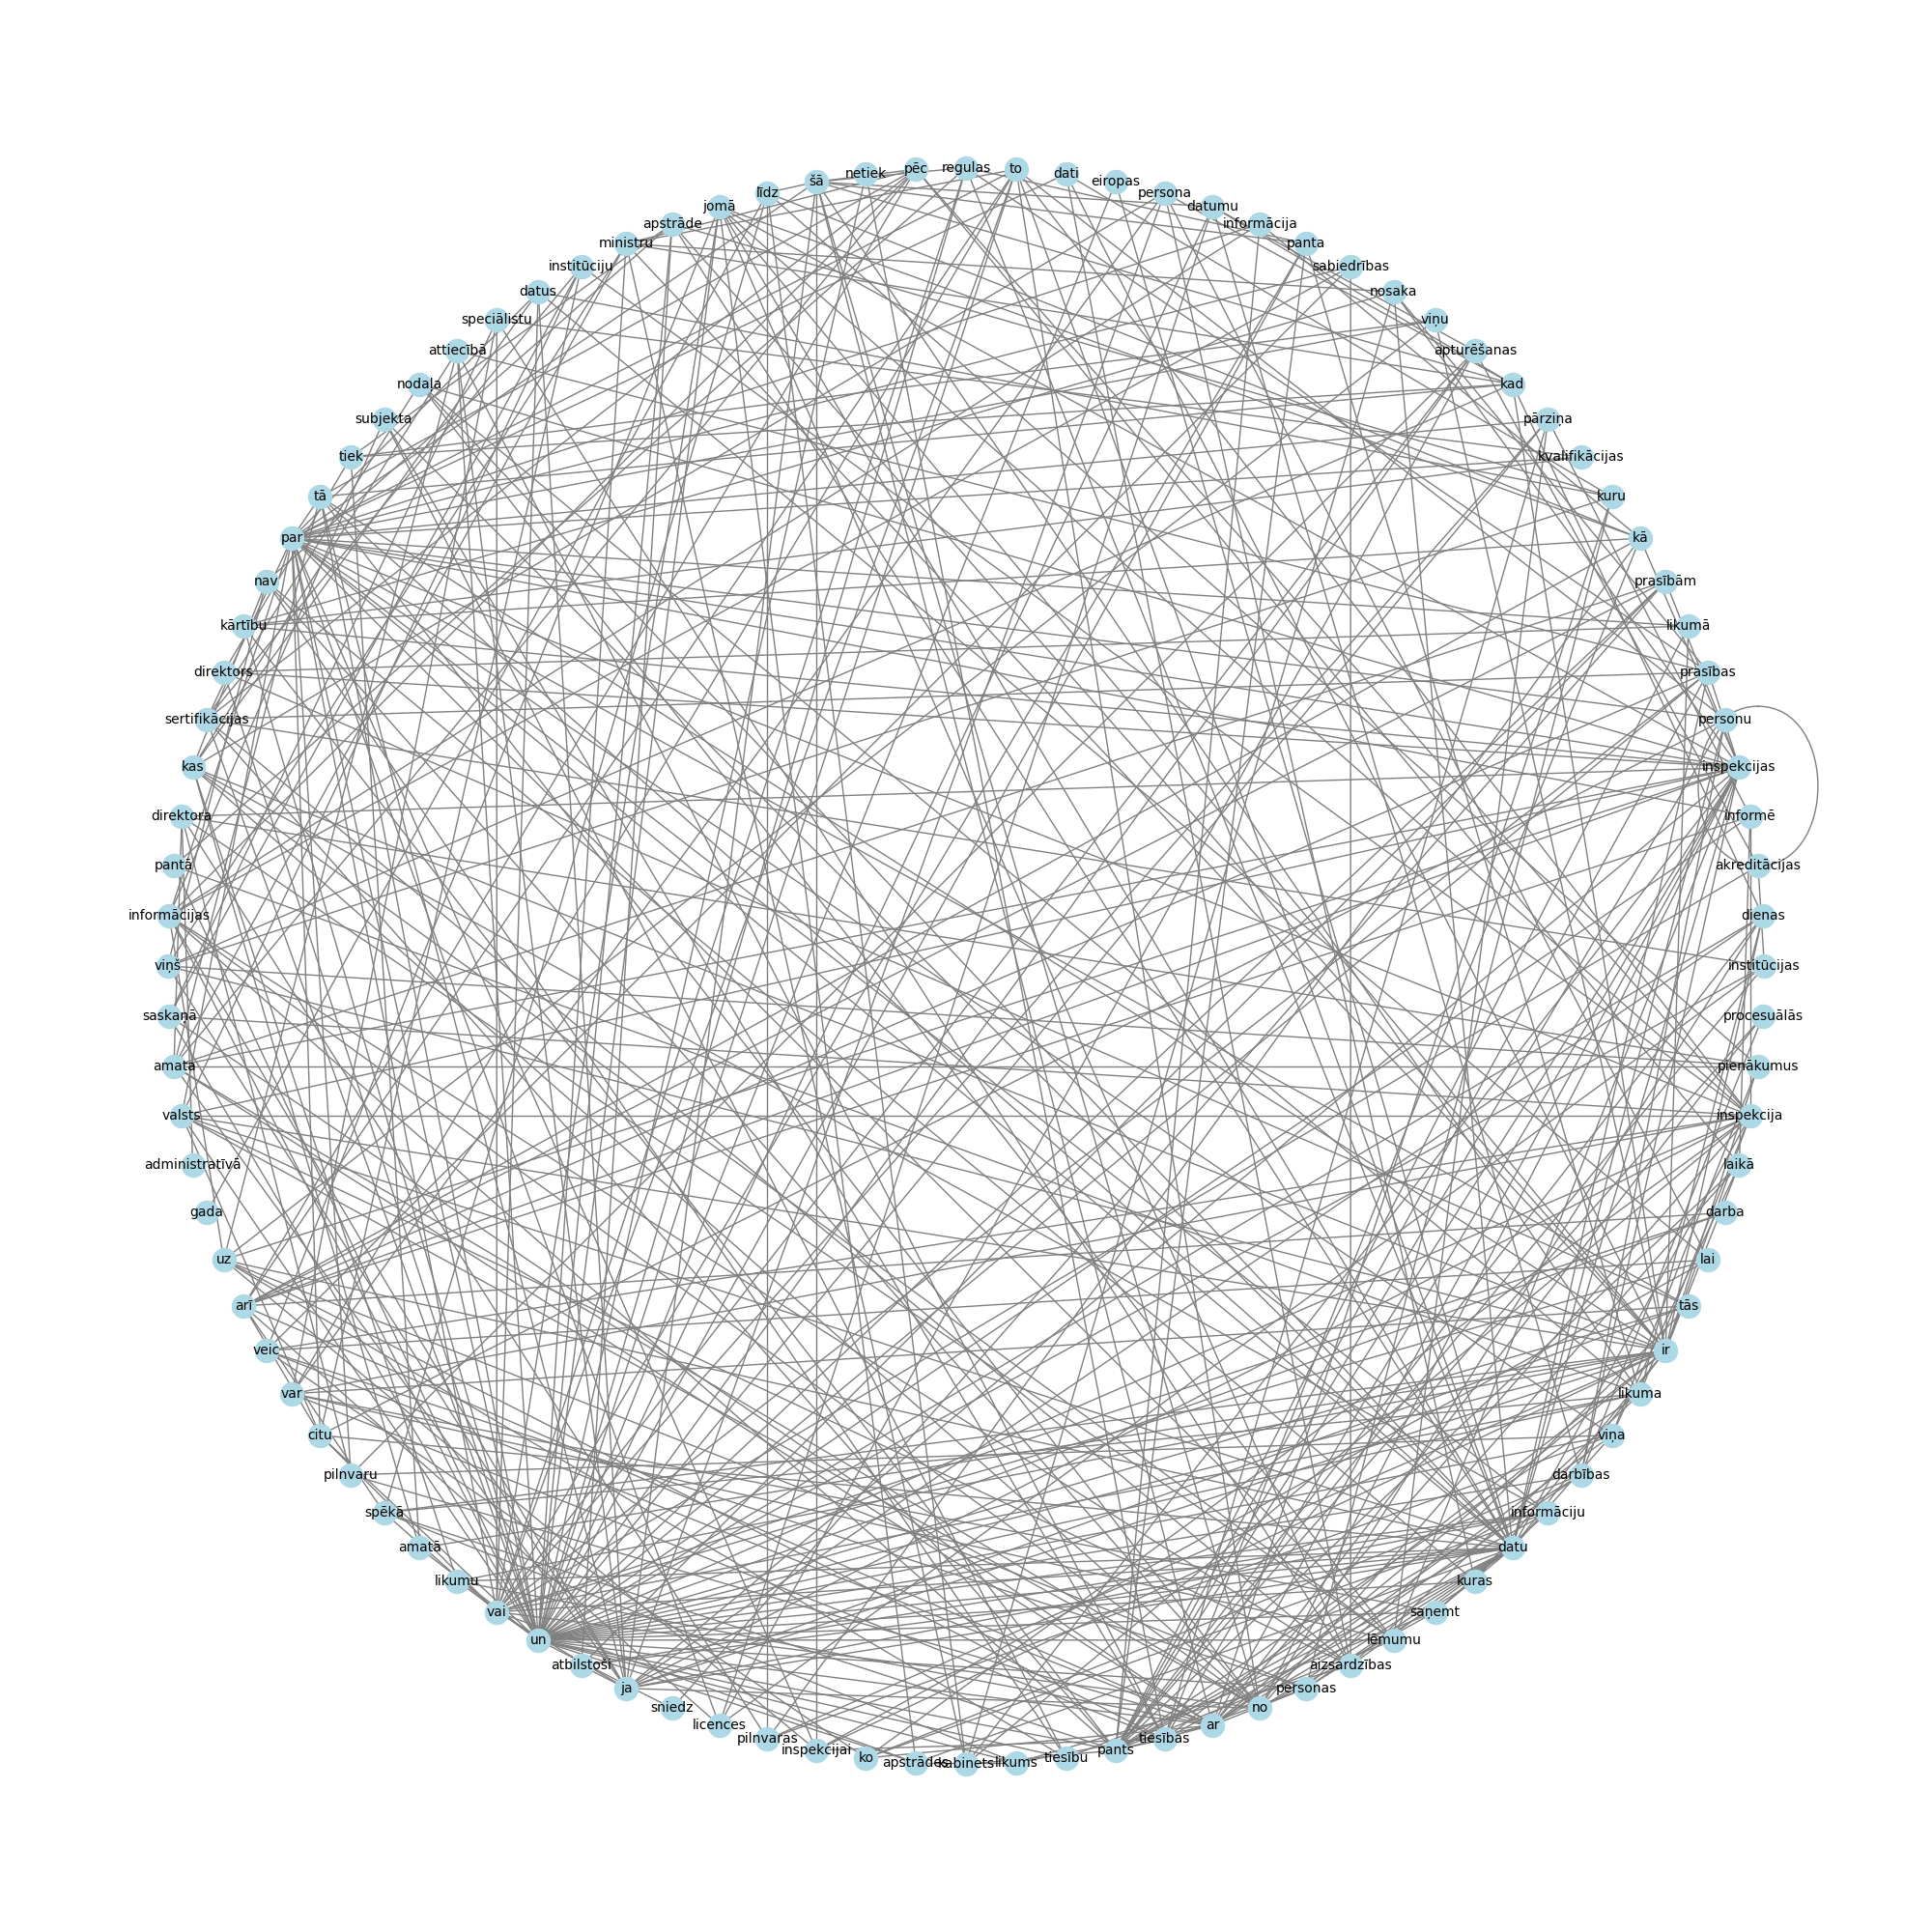 pēc
regulas
to
dati
eiropas
persona
datumu
informācija
panta
sabiedrības
nosaka
viņu
apturēšanas
kad
pārziņa
kvalifikācijas
kuru
kā
prasībām
likumā
prasības
personu
inspekcijas
informē
akreditācijas
dienas
institūcijas
procesuālās
pienākumus
inspekcija
laikā
darba
lai
tās
ir
likuma
viņa
darbības
informāciju
datu
kuras
saņemt
lēmumu
aizsardzības
personas
no
ar
tiesības
pants
tiesību
likums
kabinets
apstrādes
ko
inspekcijai
pilnvaras
licences
sniedz
ja
atbilstoši
un
vai
likumu
amatā
spēkā
pilnvaru
citu
var
veic
arī
uz
gada
administratīvā
valsts
amata
saskaņā
viņš
informācijas
pantā
direktora
kas
sertifikācijas
direktors
kārtību
nav
par
tā
tiek
subjekta
nodaļa
attiecībā
speciālistu
datus
institūciju
ministru
apstrāde
jomā
līdz
šā
netiek